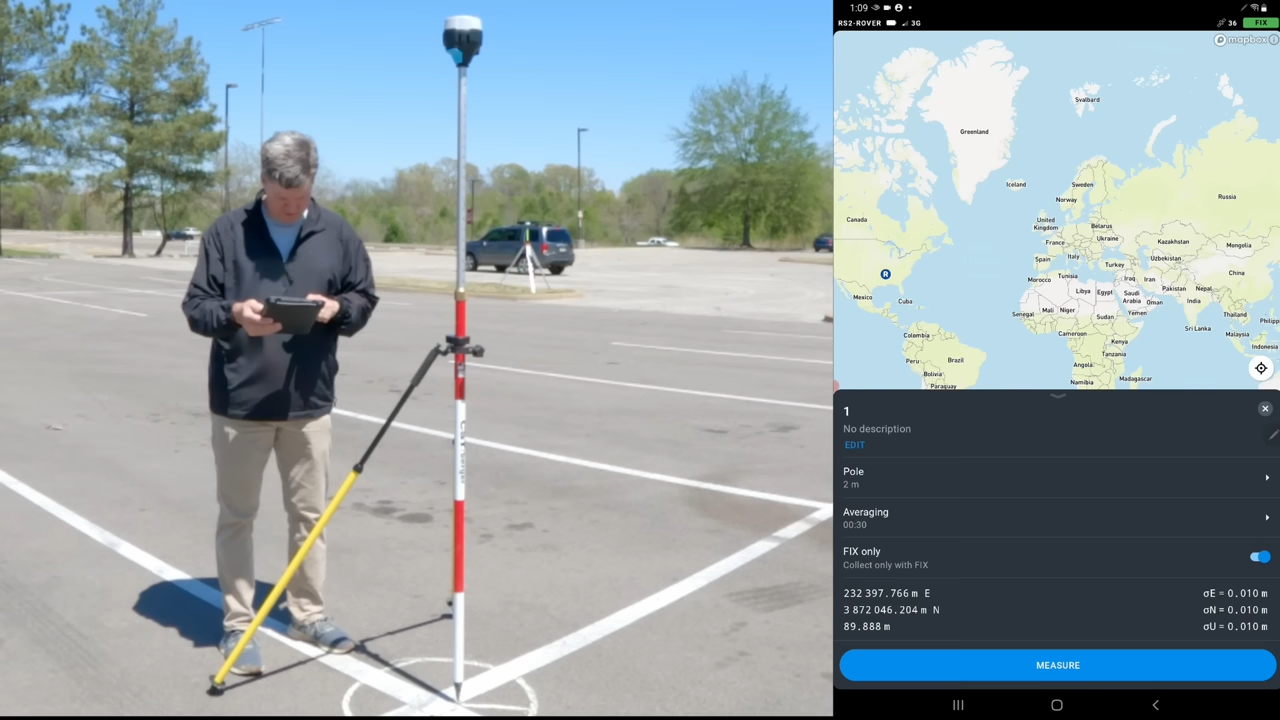 1:09
RS2-ROVER 3G 36 FIX
mapbox
Svalbard
Greenland
Iceland
Sweden
Norway
Russia
Canada
United Kingdom
Belarus
Ukraine
France
Kazakhstan
Mongolia
Spain
Italy
Uzbekistan
Turkey
China
R
Morocco
Tunisia
Iraq
Iran
Pakistan
Nepal
Mexico
Cuba
Libya
Egypt
Saudi Arabia
Oman
India
Senegal
Mali
Niger
Sudan
Yemen
Thailand
Philipp
Sri Lanka
Malaysia
Colombia
Cameroon
Kenya
Indonesia
Peru
Brazil
Tanzania
Bolivia
Angola
Paraguay
Namibia
Madagascar
1
No description
EDIT
Pole
2 m
Averaging
00:30
FIX only
Collect only with FIX
232 397.766 m E σE = 0.010 m
3 872 046.204 m N σN = 0.010 m
89.888 m σU = 0.010 m
MEASURE